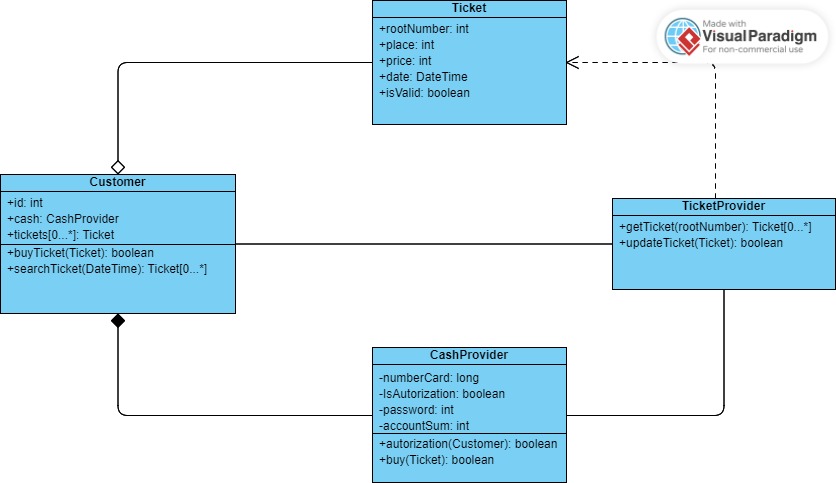 Ticket
+rootNumber: int
+place: int
+price: int
+date: DateTime
+isValid: boolean
Made with
VisualParadigm
For non-commercial use
Customer
+id: int
+cash: CashProvider
+tickets[0...*]: Ticket
+buyTicket(Ticket): boolean
+searchTicket(DateTime): Ticket[0...*]
TicketProvider
+getTicket(rootNumber): Ticket[0...*]
+updateTicket(Ticket): boolean
CashProvider
-numberCard: long
-IsAutorization: boolean
-password: int
-accountSum: int
+autorization(Customer): boolean
+buy(Ticket): boolean